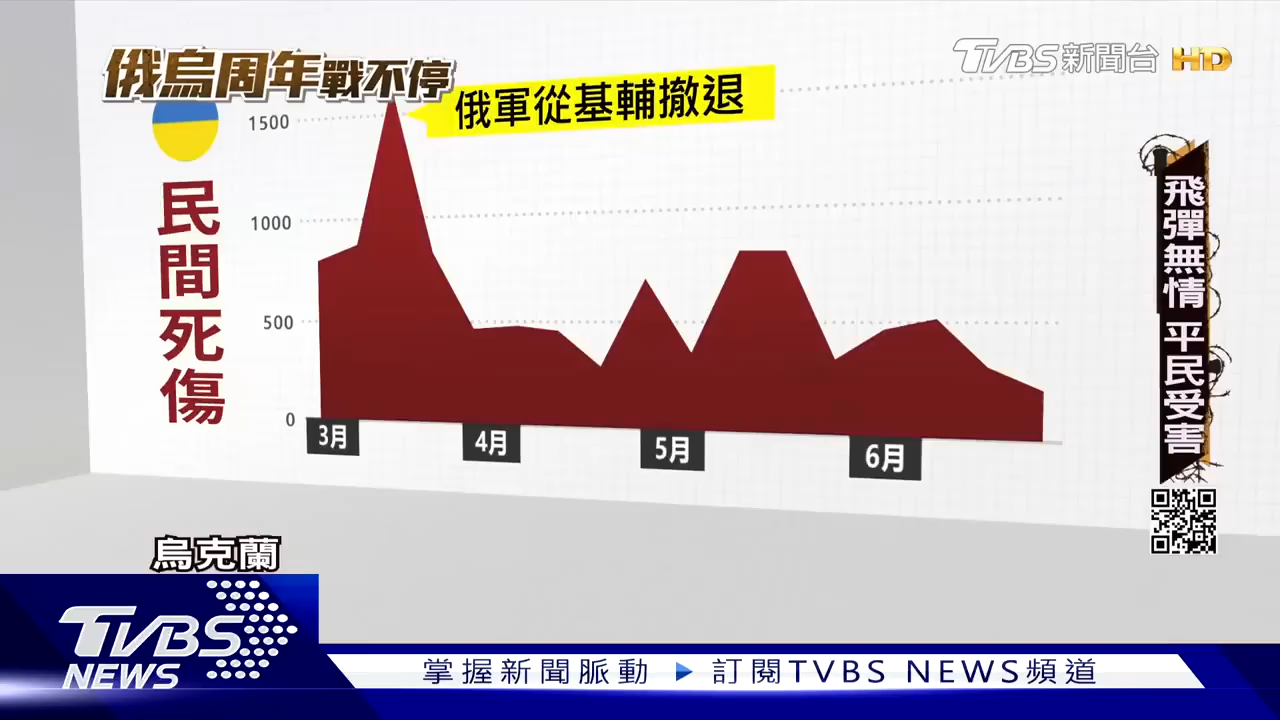 俄烏周年戰不停
TVBS新聞台 HD
俄軍從基輔撤退
民間死傷
1500
1000
500
0
3月
4月
5月
6月
飛彈無情 平民受害
烏克蘭
TVBS
NEWS
掌握新聞脈動 ▶ 訂閱TVBS NEWS頻道